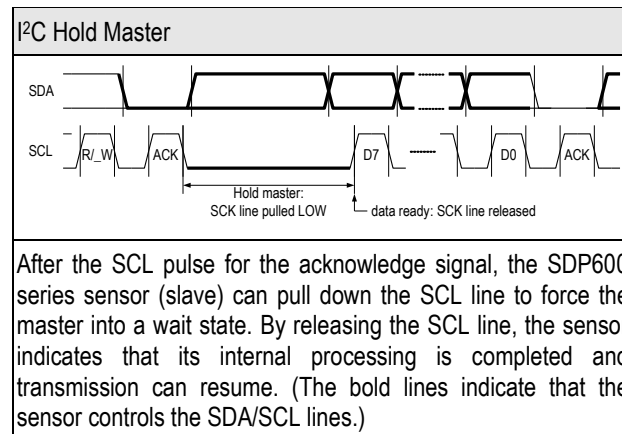 I²C Hold Master
SDA
SCL
R/_W ACK D7 D0 ACK
Hold master:
SCK line pulled LOW
data ready: SCK line released
After the SCL pulse for the acknowledge signal, the SDP600
series sensor (slave) can pull down the SCL line to force the
master into a wait state. By releasing the SCL line, the senso
indicates that its internal processing is completed and
transmission can resume. (The bold lines indicate that the
sensor controls the SDA/SCL lines.)